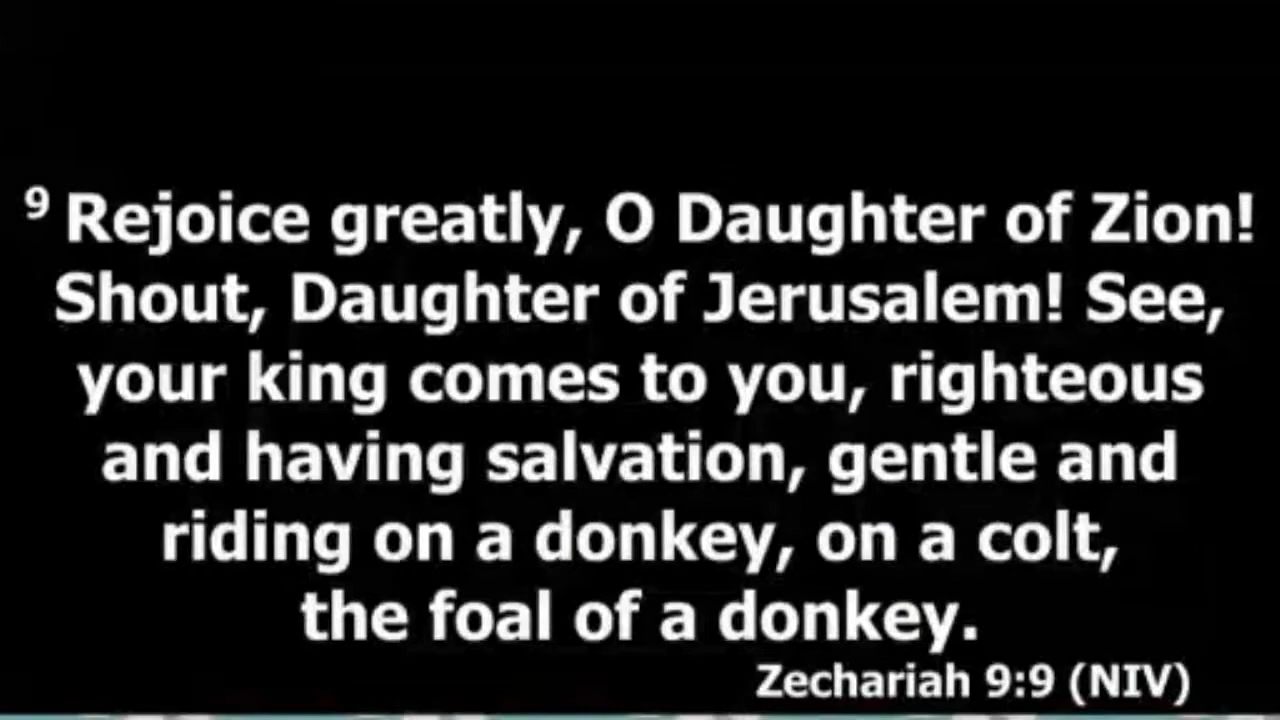 9 Rejoice greatly, O Daughter of Zion!
Shout, Daughter of Jerusalem! See,
your king comes to you, righteous
and having salvation, gentle and
riding on a donkey, on a colt,
the foal of a donkey.
Zechariah 9:9 (NIV)